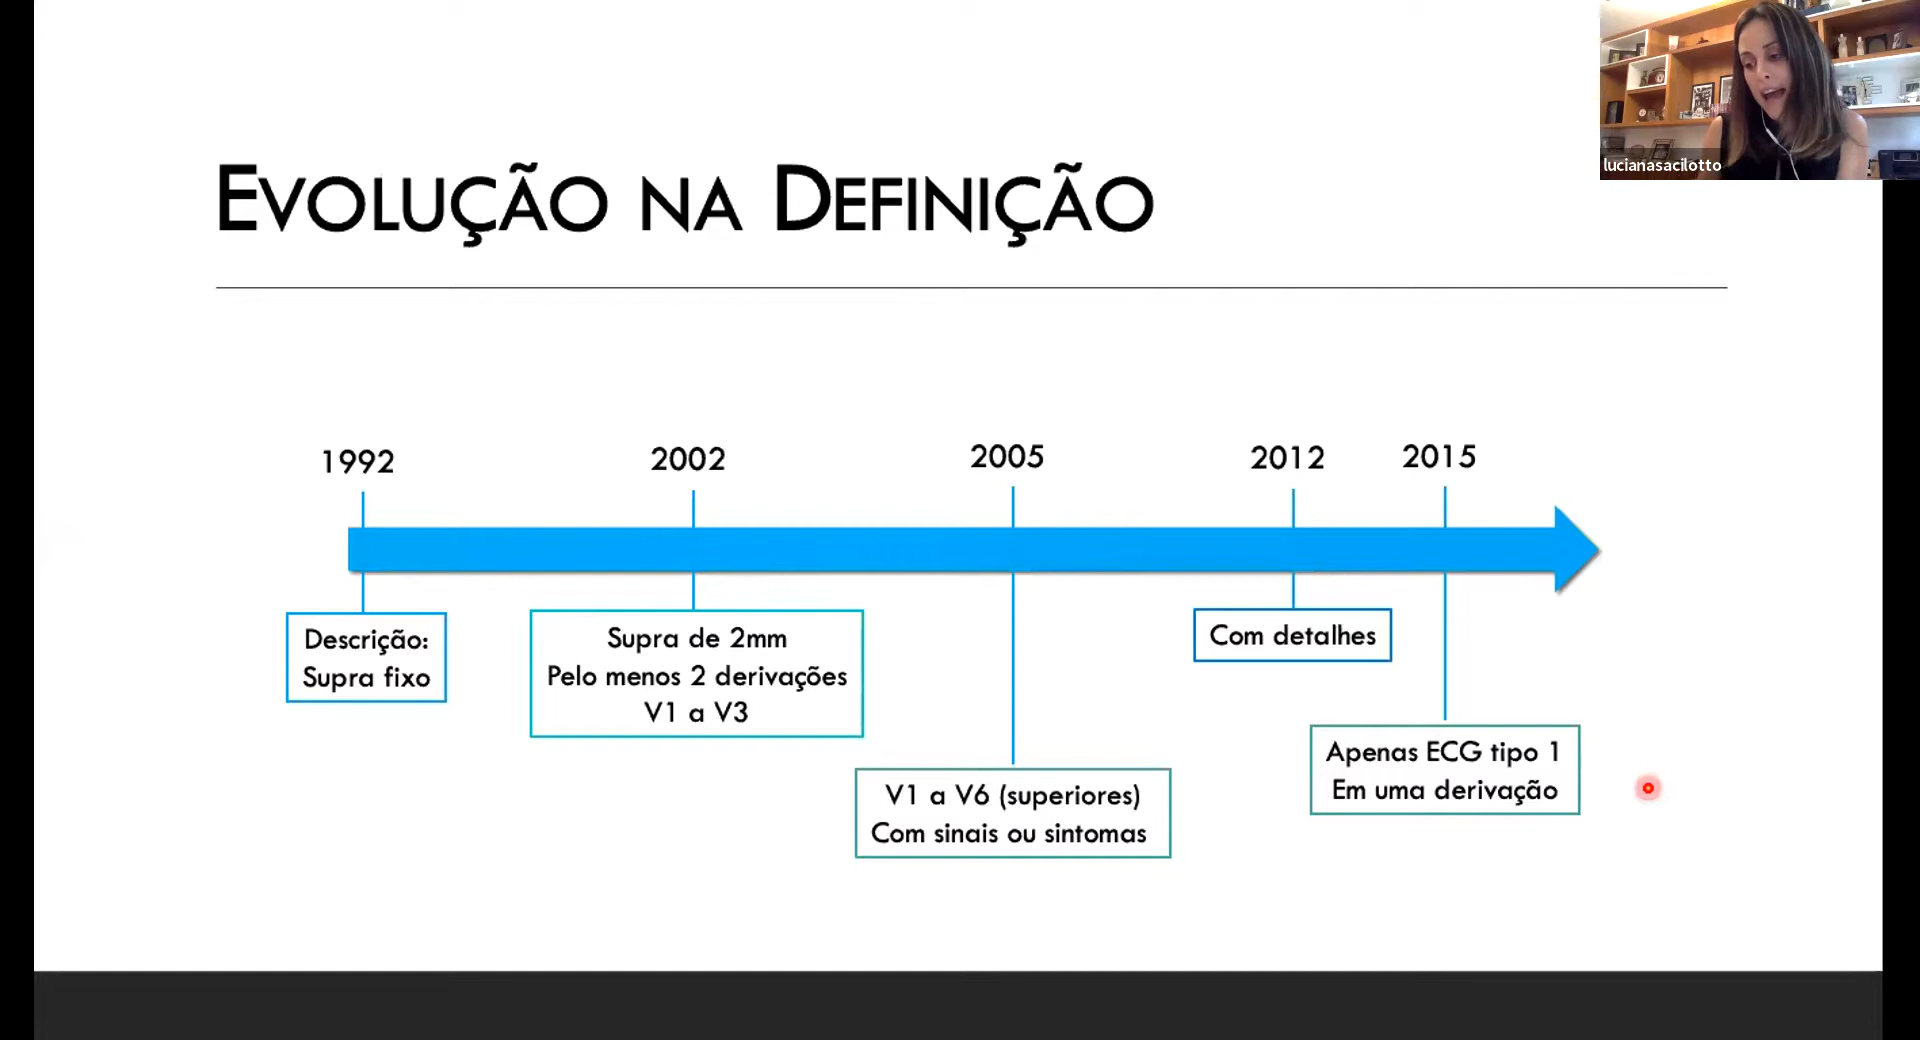 lucianasacilotto
EVOLUÇÃO NA DEFINIÇÃO
1992
2002
2005
2012
2015
Descrição:
Supra fixo
Supra de 2mm
Pelo menos 2 derivações
V1 a V3
V1 a V6 (superiores)
Com sinais ou sintomas
Com detalhes
Apenas ECG tipo 1
Em uma derivação